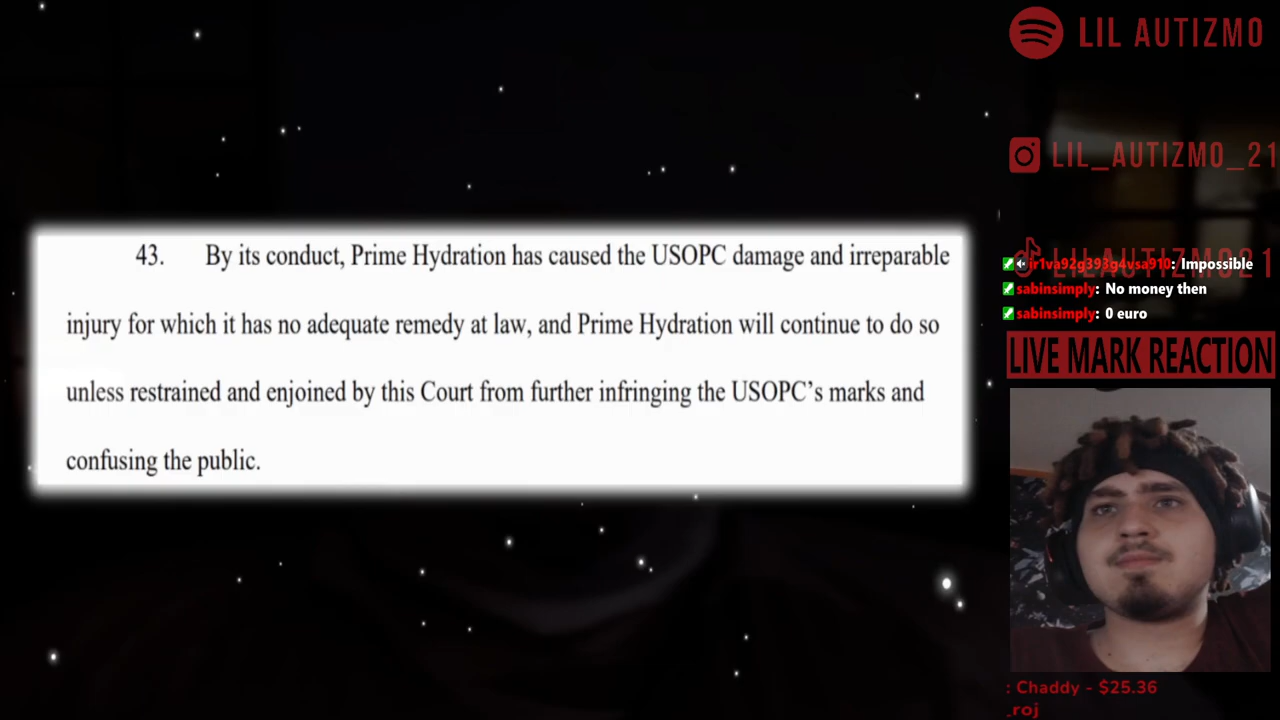 43. By its conduct, Prime Hydration has caused the USOPC damage and irreparable
injury for which it has no adequate remedy at law, and Prime Hydration will continue to do so
unless restrained and enjoined by this Court from further infringing the USOPC's marks and
confusing the public.
LIL AUTIZMO
LIL_AUTIZMO_21
LILAUTIZMO21
ir1va92g393g4vsa910: Impossible
sabinsimply: No money then
sabinsimply: 0 euro
LIVE MARK REACTION
: Chaddy - $25.36
_roj